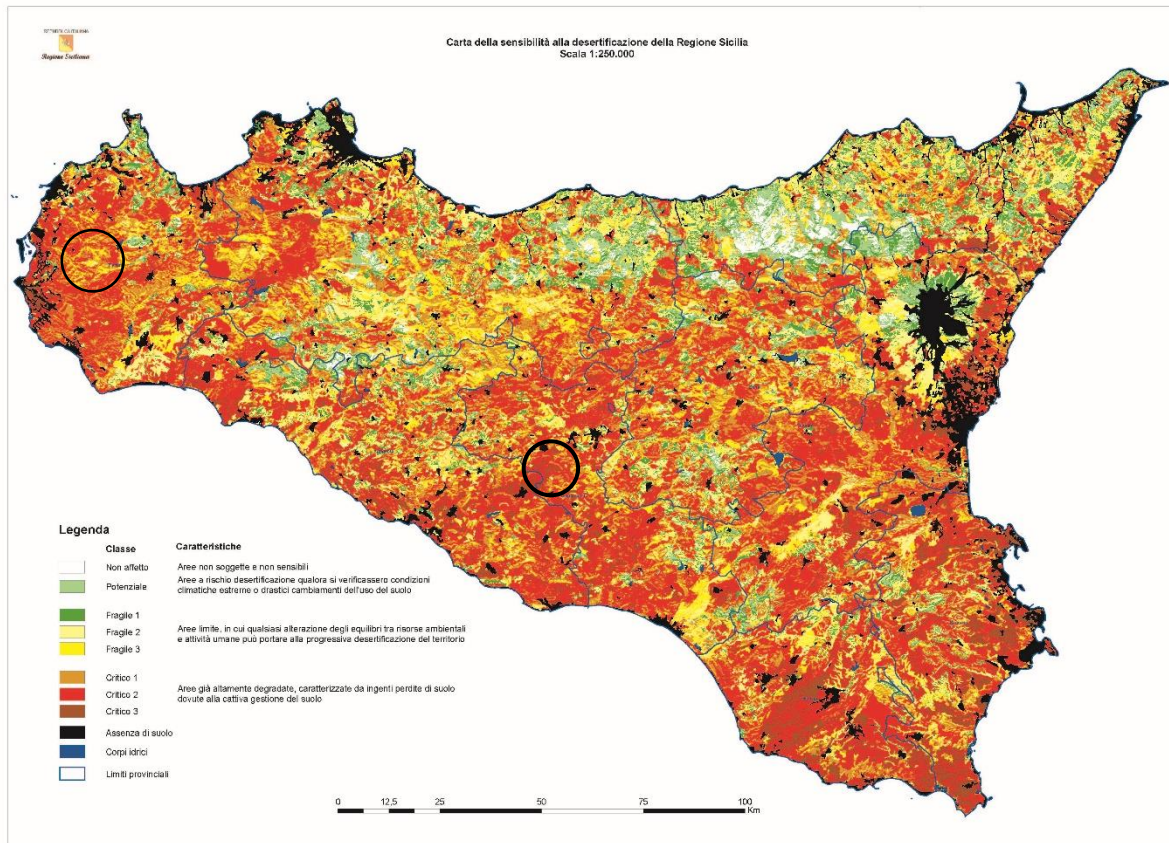 Regione Siciliana
Carta della sensibilità alla desertificazione della Regione Sicilia
Scala 1:250.000
Legenda
Classe Caratteristiche
Non affetto Aree non soggette e non sensibili
Potenziale Aree a rischio desertificazione qualora si verificassero condizioni
climatiche estreme o drastici cambiamenti dell'uso del suolo
Fragile 1
Fragile 2 Aree limite, in cui qualsiasi alterazione degli equilibri tra risorse ambientali
e attività umane può portare alla progressiva desertificazione del territorio
Fragile 3
Critico 1
Critico 2 Aree già altamente degradate, caratterizzate da ingenti perdite di suolo
dovute alla cattiva gestione del suolo
Critico 3
Assenza di suolo
Corpi idrici
Limiti provinciali
0 12,5 25 50 75 100
Km